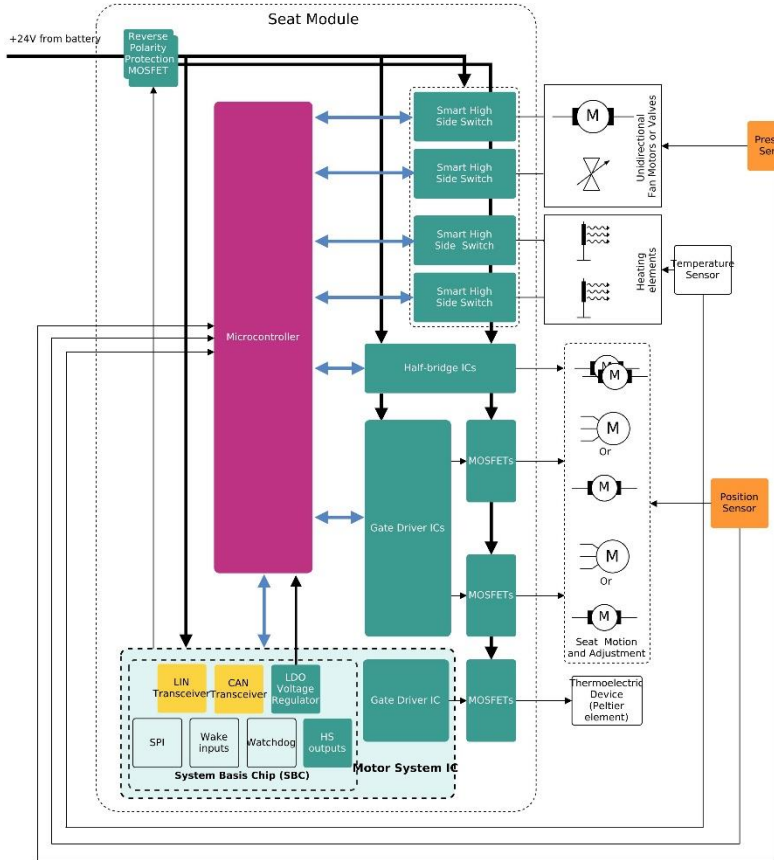 Seat Module
+24V from battery
Reverse
Polarity
Protection
MOSFET
Smart High
Side Switch
Smart High
Side Switch
Smart High
Side Switch
Smart High
Side Switch
M
Unidirectional
Fan Motors or Valves
Heating
elements
Temperature
Sensor
Microcontroller
Half-bridge ICs
M
Gate Driver ICs
MOSFETs
M
Or
M
Position
Sensor
MOSFETs
M
Or
M
Seat Motion
and Adjustment
LIN
Transceiver
CAN
Transceiver
LDO
Voltage
Regulator
SPI
Wake
inputs
Watchdog
HS
outputs
System Basis Chip (SBC)
Gate Driver IC
Motor System IC
MOSFETs
Thermoelectric
Device
(Peltier
element)